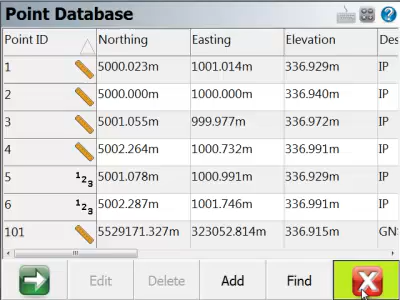 Point Database
Point ID Northing Easting Elevation Des
1 5000.023m 1001.014m 336.929m IP
2 5000.000m 1000.000m 336.940m IP
3 5001.055m 999.977m 336.972m IP
4 5002.264m 1000.732m 336.991m IP
5 123 5001.078m 1000.991m 336.929m IP
6 123 5002.287m 1001.746m 336.991m IP
101 5529171.327m 323052.814m 336.915m GNS
Edit Delete Add Find